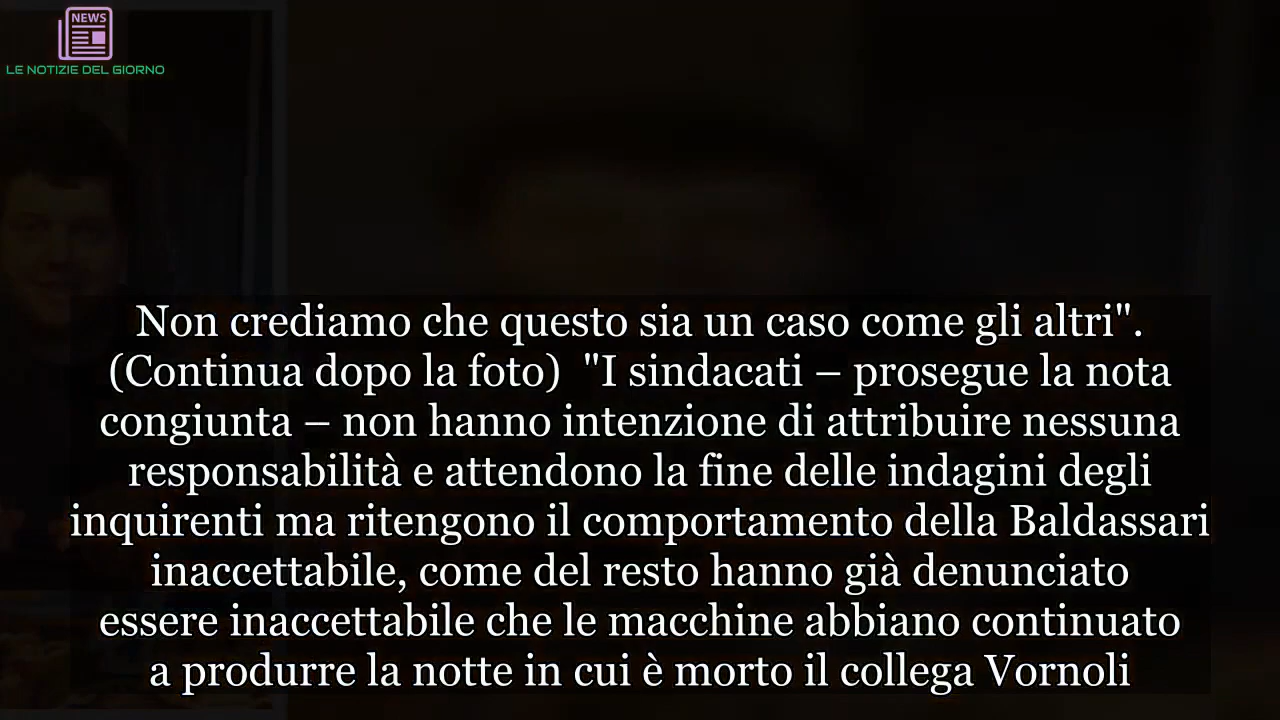 NEWS
LE NOTIZIE DEL GIORNO
Non crediamo che questo sia un caso come gli altri".
(Continua dopo la foto)  "I sindacati – prosegue la nota
congiunta – non hanno intenzione di attribuire nessuna
responsabilità e attendono la fine delle indagini degli
inquirenti ma ritengono il comportamento della Baldassari
inaccettabile, come del resto hanno già denunciato
essere inaccettabile che le macchine abbiano continuato
a produrre la notte in cui è morto il collega Vornoli